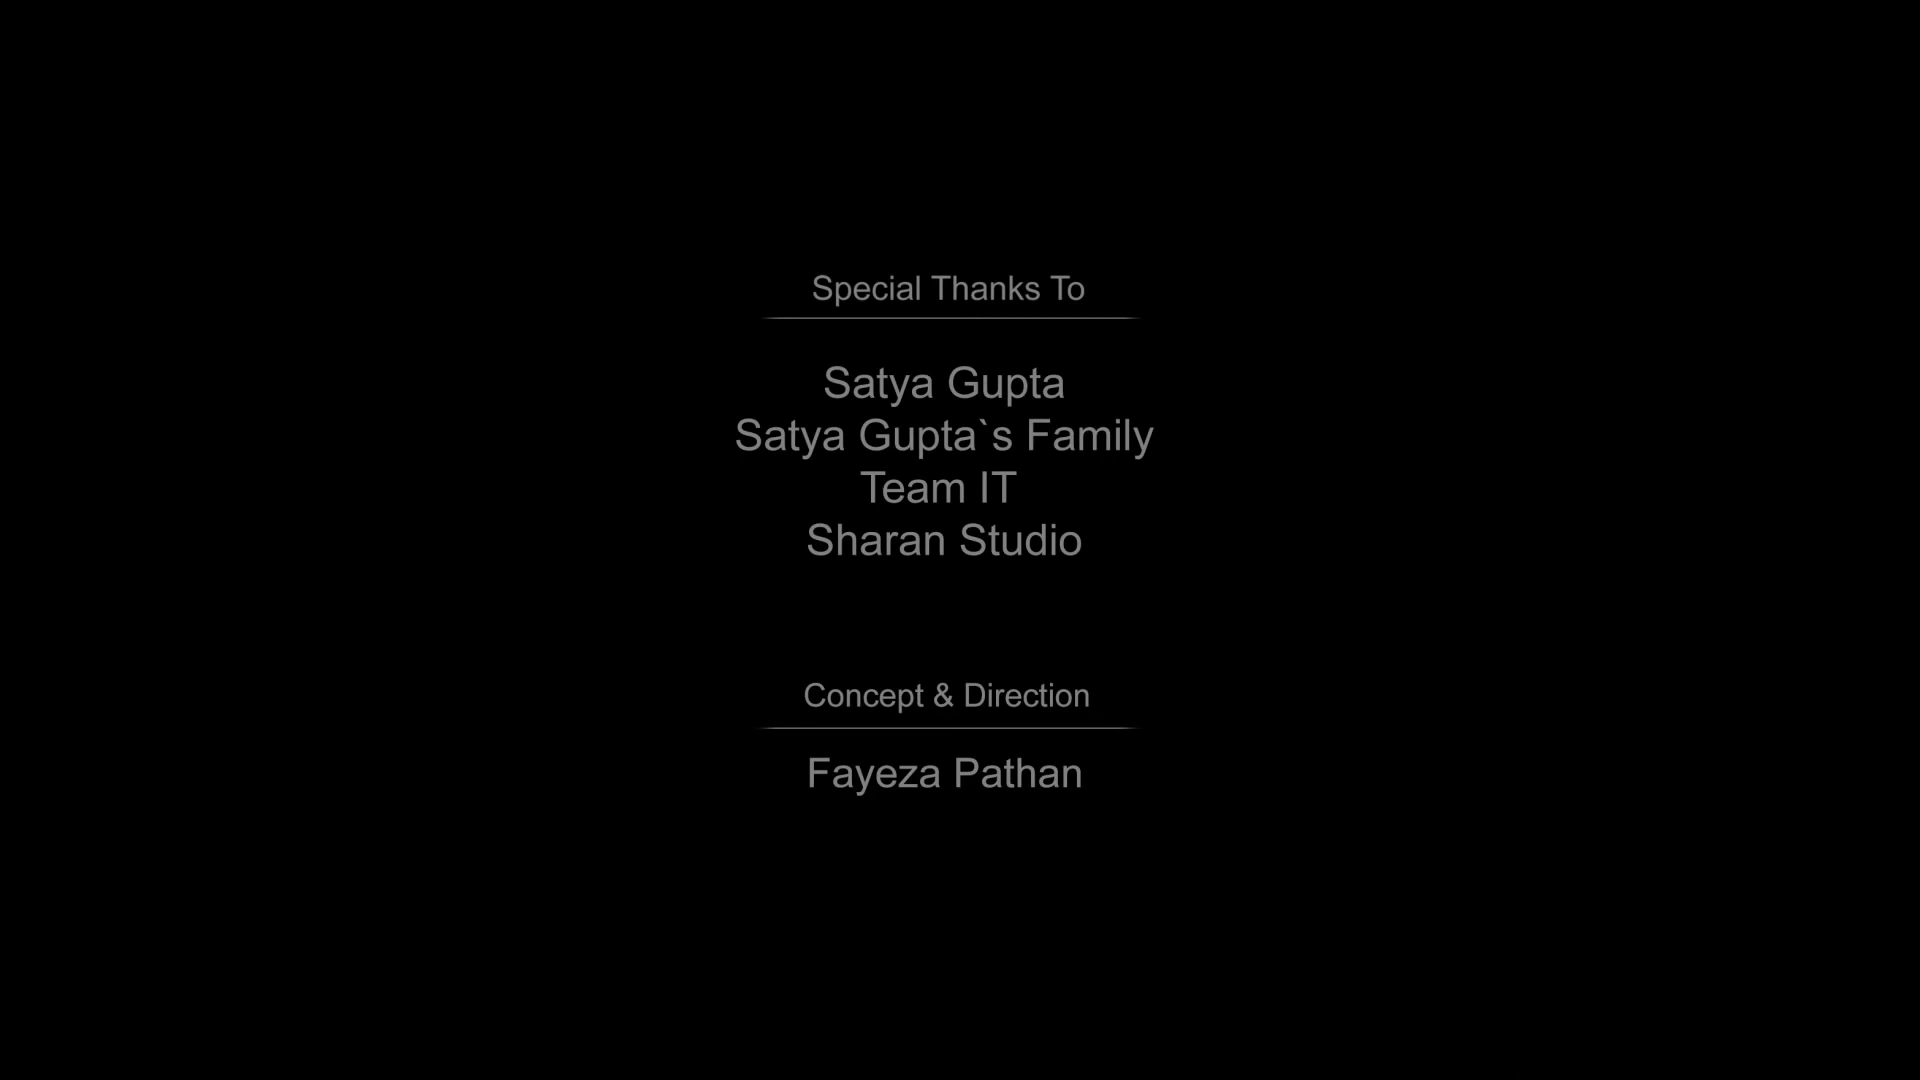 Special Thanks To
Satya Gupta
Satya Gupta`s Family
Team IT
Sharan Studio
Concept & Direction
Fayeza Pathan